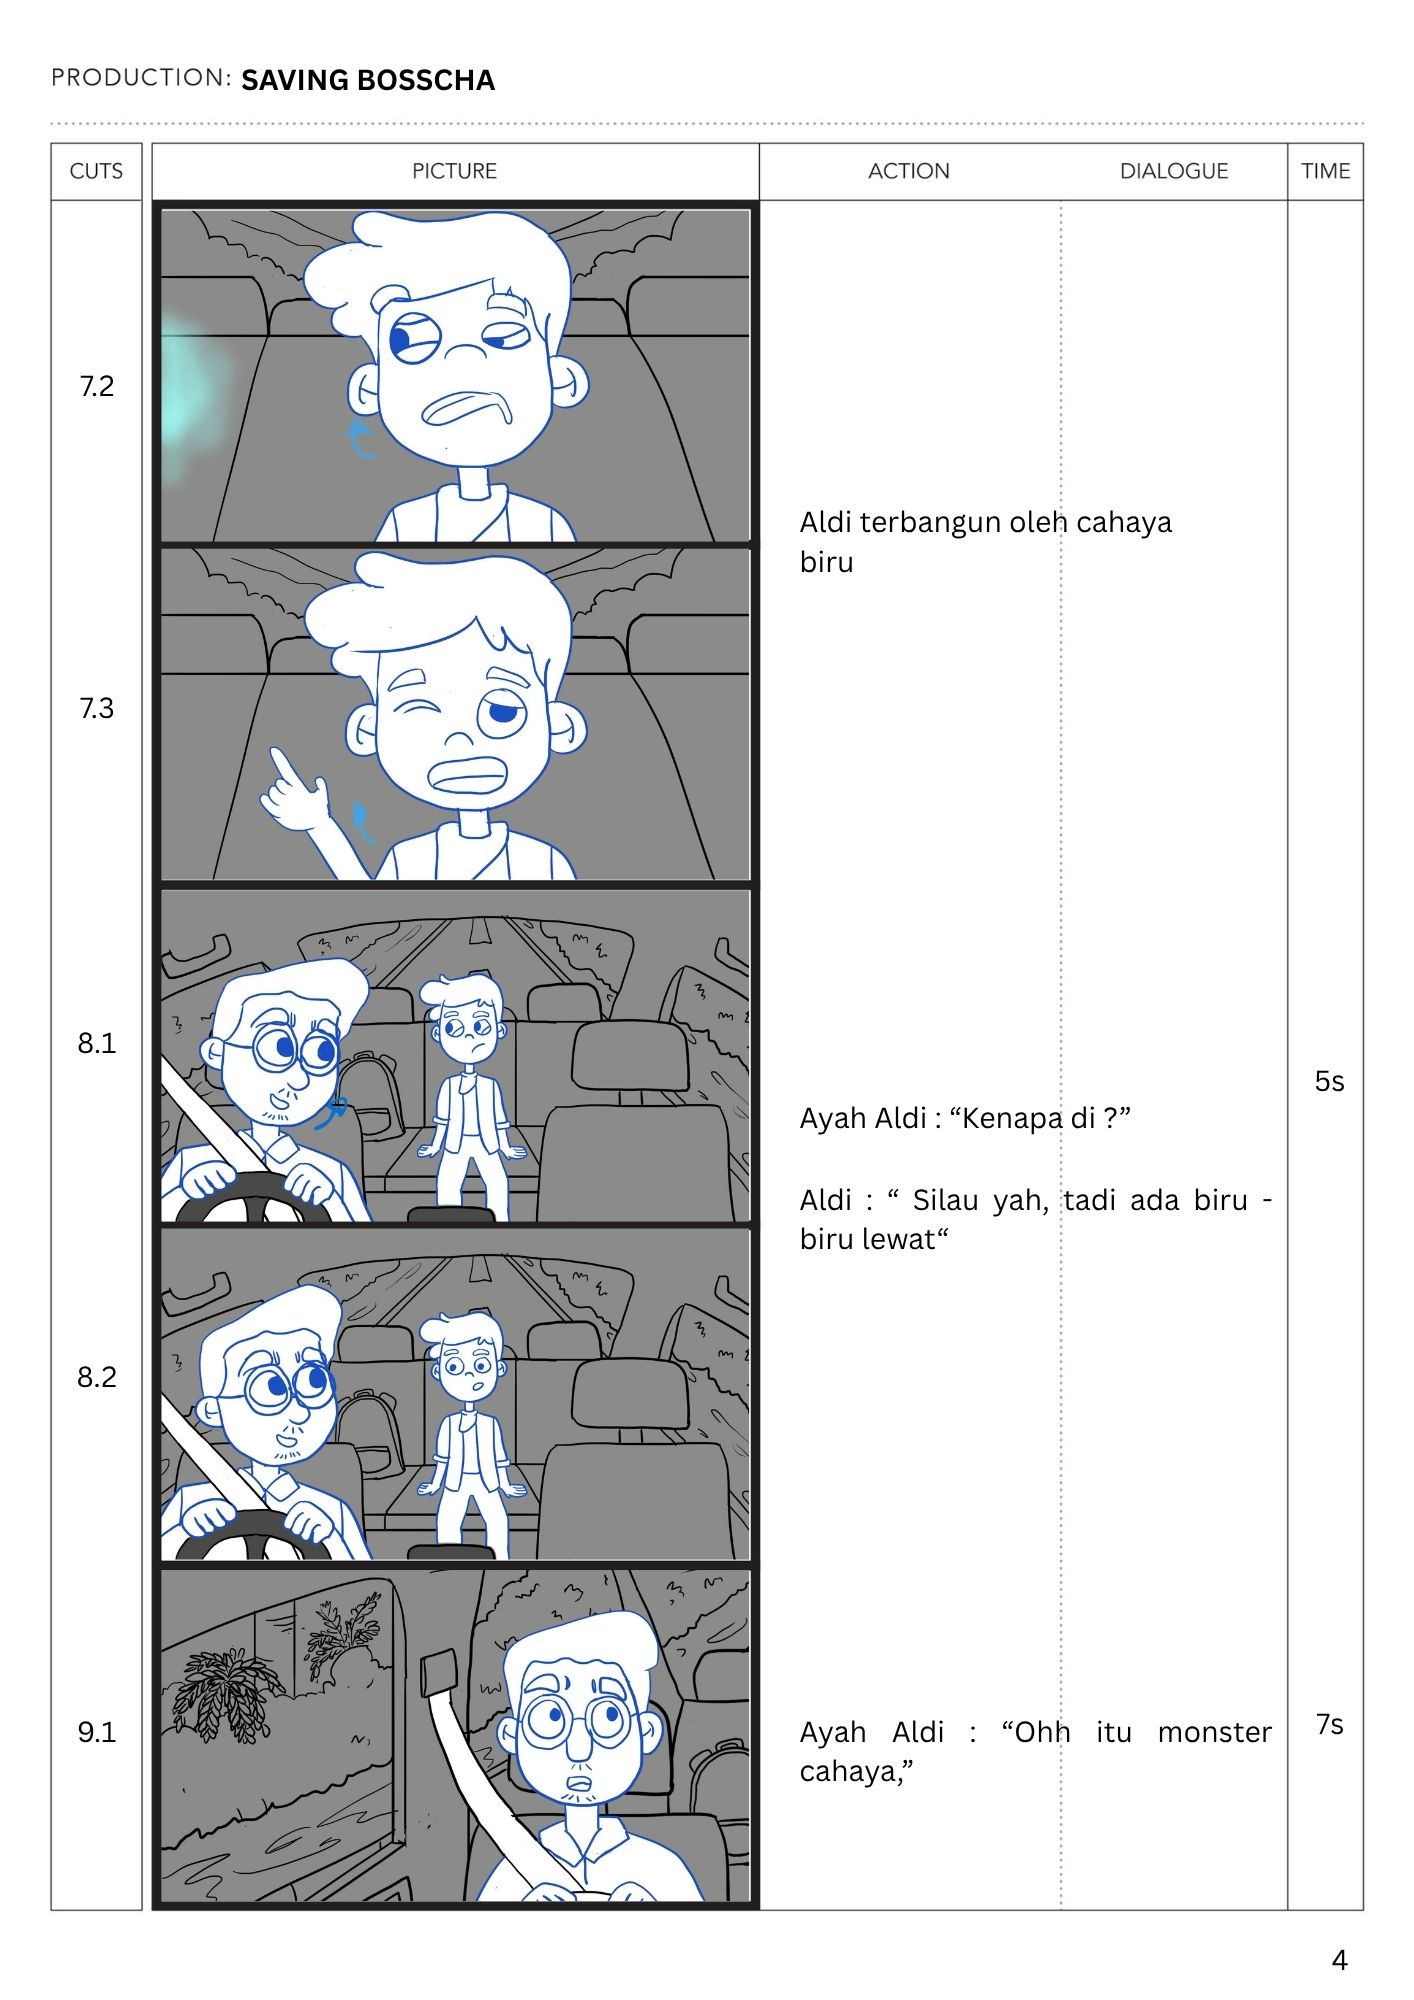 PRODUCTION: SAVING BOSSCHA
CUTS PICTURE ACTION DIALOGUE TIME
7.2
Aldi terbangun oleh cahaya
biru
7.3
8.1
5s
Ayah Aldi : “Kenapa di ?”
Aldi : “ Silau yah, tadi ada biru -
biru lewat“
8.2
9.1
Ayah Aldi : “Ohh itu monster
cahaya,”
7s
4